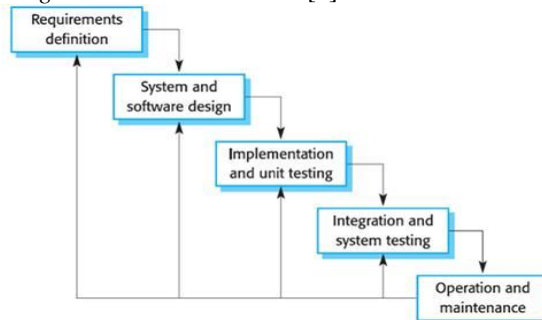 Requirements
definition
System and
software design
Implementation
and unit testing
Integration and
system testing
Operation and
maintenance